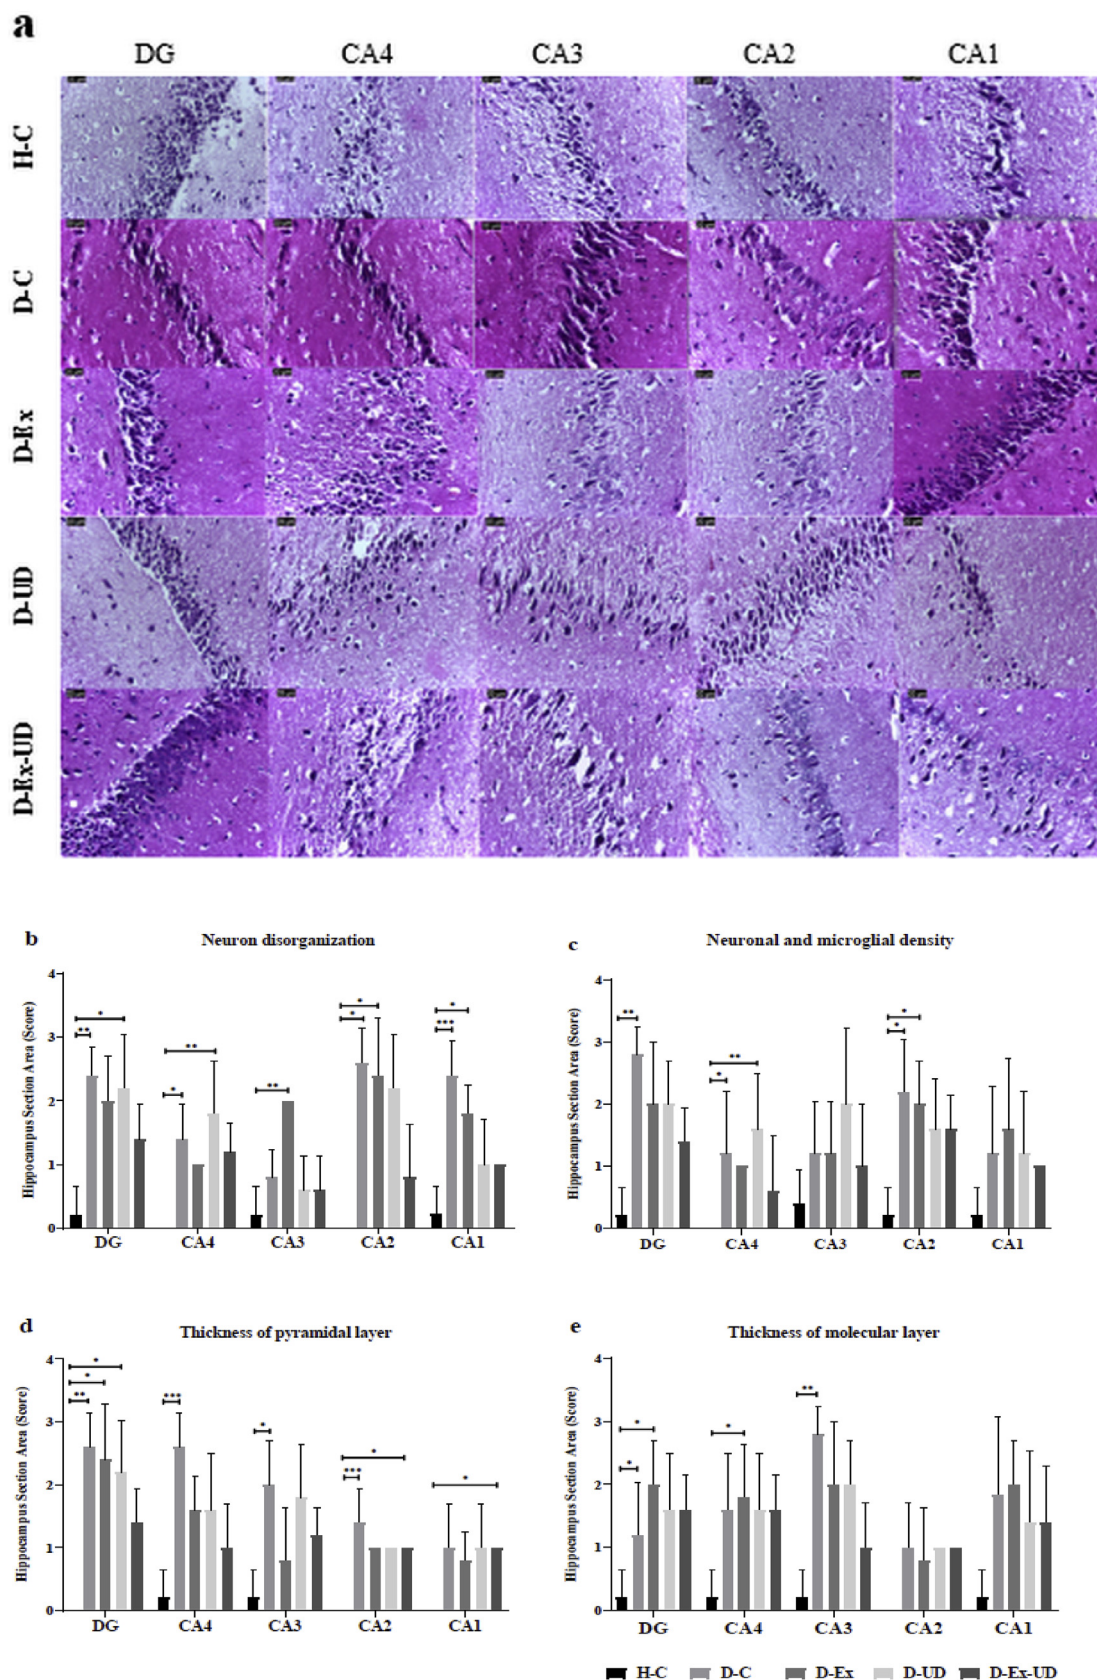 a
DG CA4 CA3 CA2 CA1
H-C
D-C
D-Ex
D-UD
D-Ex-UD
b Neuron disorganization
Hippocampus Section Area (Score)
4
3
2
1
0
* ** ** * ** * * * ***
DG CA4 CA3 CA2 CA1
c Neuronal and microglial density
Hippocampus Section Area (Score)
4
3
2
1
0
** ** * * *
DG CA4 CA3 CA2 CA1
d Thickness of pyramidal layer
Hippocampus Section Area (Score)
4
3
2
1
0
* * ** *** * * *** *
DG CA4 CA3 CA2 CA1
e Thickness of molecular layer
Hippocampus Section Area (Score)
4
3
2
1
0
* * * **
DG CA4 CA3 CA2 CA1
H-C D-C D-Ex D-UD D-Ex-UD